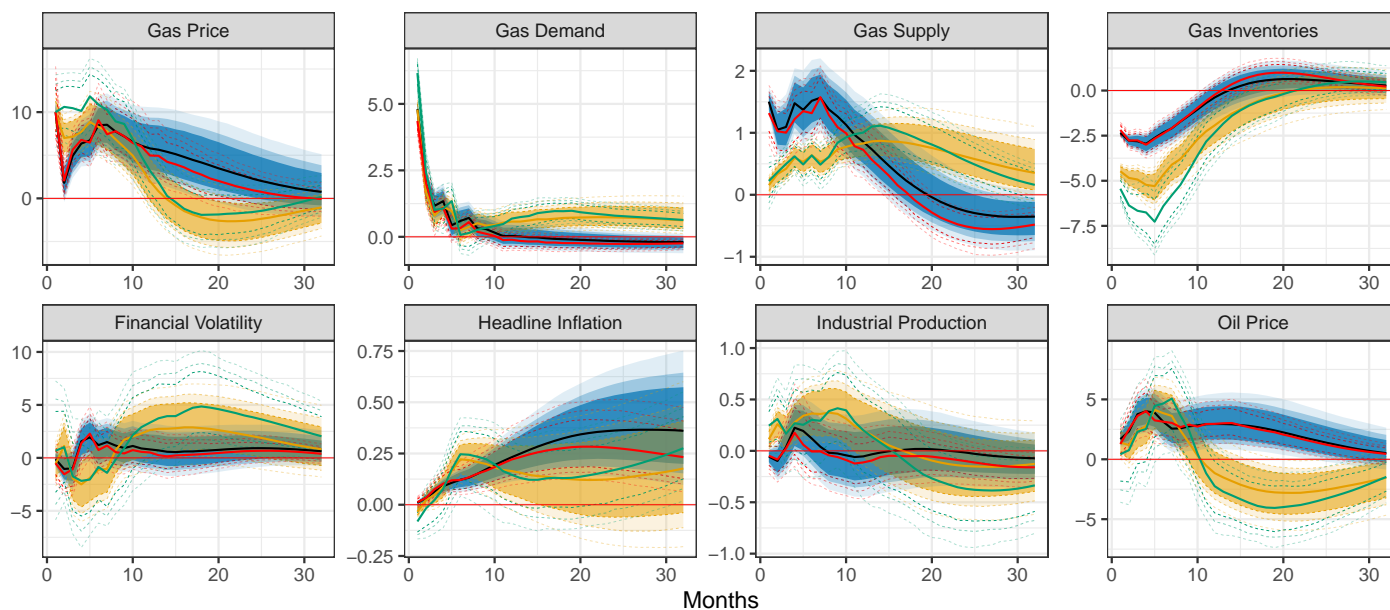 Gas Price
Gas Demand
Gas Supply
Gas Inventories
10
5
0
0 10 20 30
5.0
2.5
0.0
0 10 20 30
2
1
0
−1
0 10 20 30
0.0
−2.5
−5.0
−7.5
0 10 20 30
Financial Volatility
Headline Inflation
Industrial Production
Oil Price
10
5
0
−5
0 10 20 30
0.75
0.50
0.25
0.00
−0.25
0 10 20 30
1.0
0.5
0.0
−0.5
−1.0
0 10 20 30
5
0
−5
0 10 20 30
Months